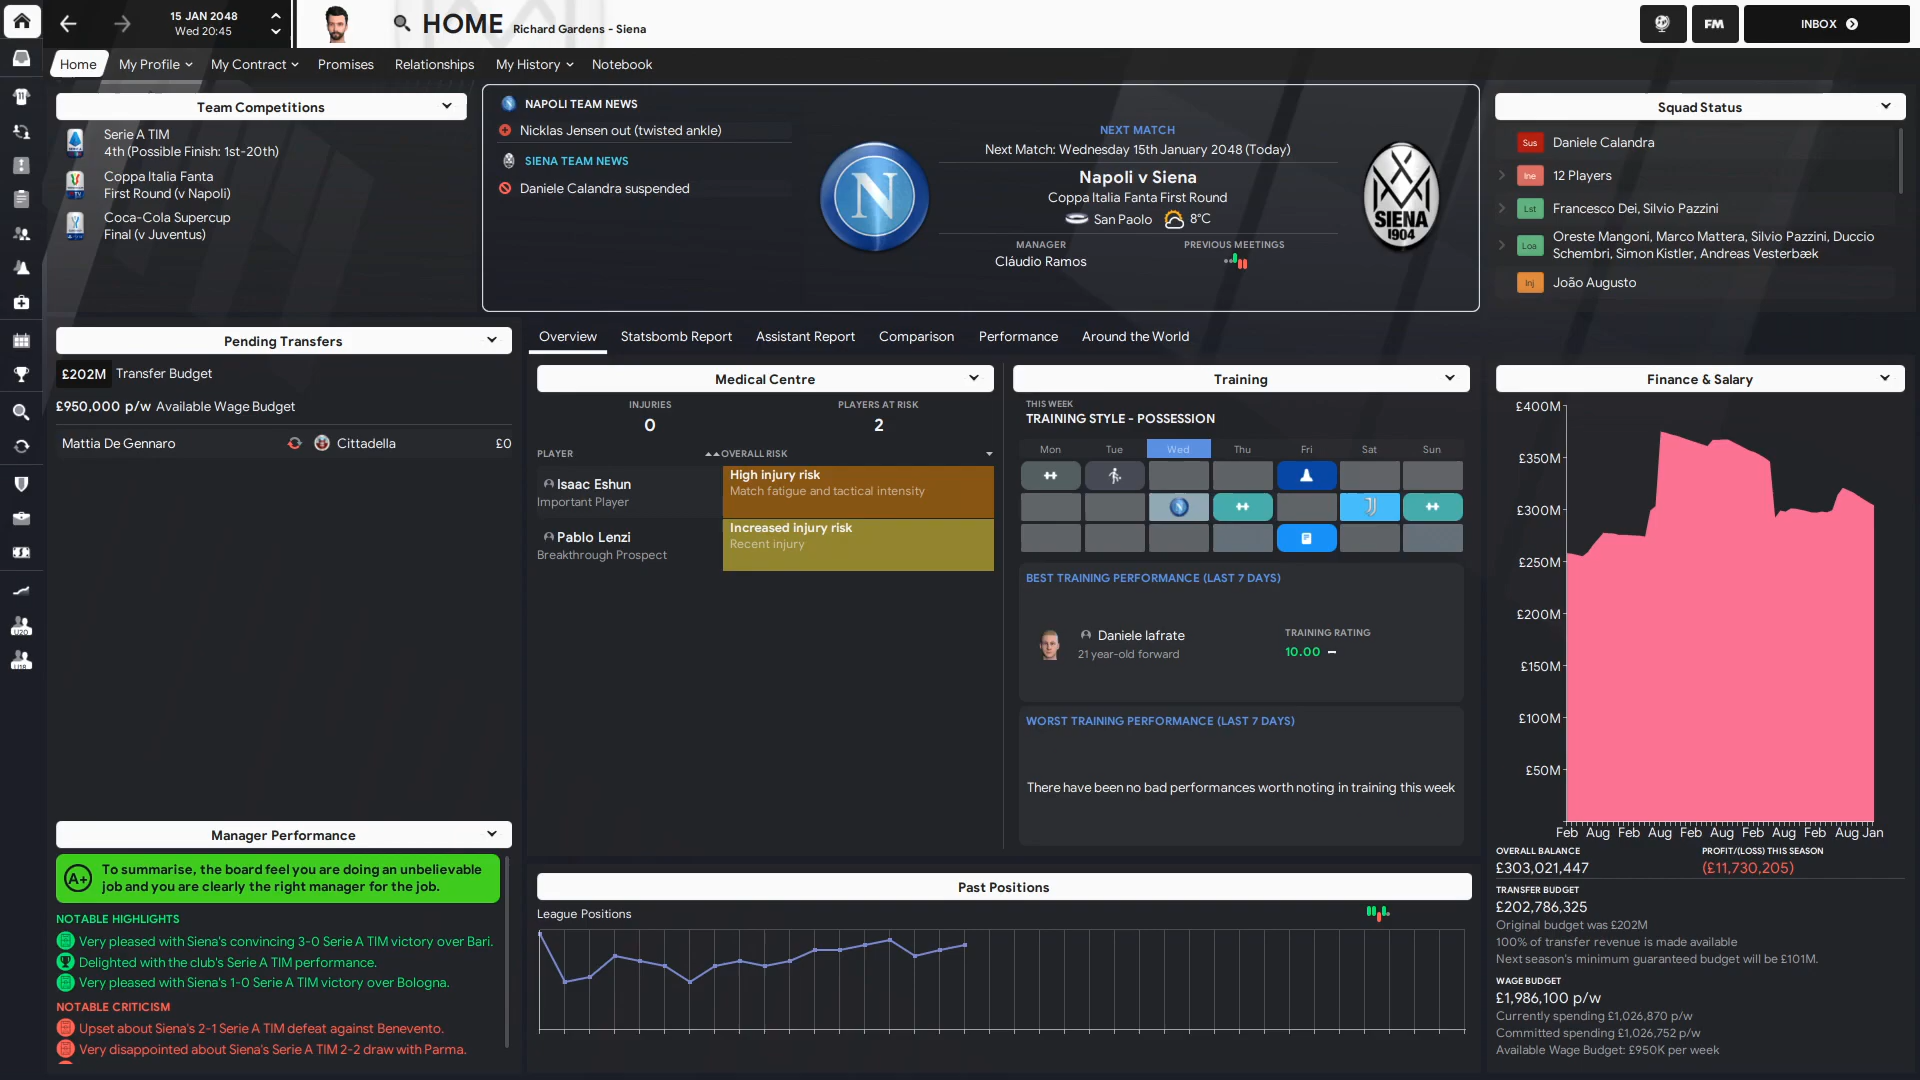 15 JAN 2048
Wed 20:45
HOME Richard Gardens - Siena
FM
INBOX
Home My Profile My Contract Promises Relationships My History Notebook
Team Competitions
Serie A TIM
4th (Possible Finish: 1st-20th)
Coppa Italia Fanta
First Round (v Napoli)
Coca-Cola Supercup
Final (v Juventus)
NAPOLI TEAM NEWS
Nicklas Jensen out (twisted ankle)
SIENA TEAM NEWS
Daniele Calandra suspended
N
NEXT MATCH
Next Match: Wednesday 15th January 2048 (Today)
Napoli v Siena
Coppa Italia Fanta First Round
San Paolo 8°C
MANAGER
Cláudio Ramos
PREVIOUS MEETINGS
SIENA
1904
Squad Status
Sus Daniele Calandra
Ine 12 Players
Lst Francesco Dei, Silvio Pazzini
Loa Oreste Mangoni, Marco Mattera, Silvio Pazzini, Duccio
Schembri, Simon Kistler, Andreas Vesterbæk
Inj João Augusto
Pending Transfers
£202M Transfer Budget
£950,000 p/w Available Wage Budget
Mattia De Gennaro Cittadella £0
Overview Statsbomb Report Assistant Report Comparison Performance Around the World
Medical Centre
INJURIES
0
PLAYERS AT RISK
2
PLAYER OVERALL RISK
Isaac Eshun
Important Player
High injury risk
Match fatigue and tactical intensity
Pablo Lenzi
Breakthrough Prospect
Increased injury risk
Recent injury
Training
THIS WEEK
TRAINING STYLE - POSSESSION
Mon Tue Wed Thu Fri Sat Sun
BEST TRAINING PERFORMANCE (LAST 7 DAYS)
Daniele Iafrate
21 year-old forward
TRAINING RATING
10.00
WORST TRAINING PERFORMANCE (LAST 7 DAYS)
There have been no bad performances worth noting in training this week
Finance & Salary
£400M
£350M
£300M
£250M
£200M
£150M
£100M
£50M
Feb Aug Feb Aug Feb Aug Feb Aug Feb Aug Jan
OVERALL BALANCE
£303,021,447
PROFIT/(LOSS) THIS SEASON
(£11,730,205)
TRANSFER BUDGET
£202,786,325
Original budget was £202M
100% of transfer revenue is made available
Next season's minimum guaranteed budget will be £101M.
WAGE BUDGET
£1,986,100 p/w
Currently spending £1,026,870 p/w
Committed spending £1,026,752 p/w
Available Wage Budget: £950K per week
Manager Performance
A+
To summarise, the board feel you are doing an unbelievable
job and you are clearly the right manager for the job.
NOTABLE HIGHLIGHTS
Very pleased with Siena's convincing 3-0 Serie A TIM victory over Bari.
Delighted with the club's Serie A TIM performance.
Very pleased with Siena's 1-0 Serie A TIM victory over Bologna.
NOTABLE CRITICISM
Upset about Siena's 2-1 Serie A TIM defeat against Benevento.
Very disappointed about Siena's Serie A TIM 2-2 draw with Parma.
Past Positions
League Positions
11
U20
U18